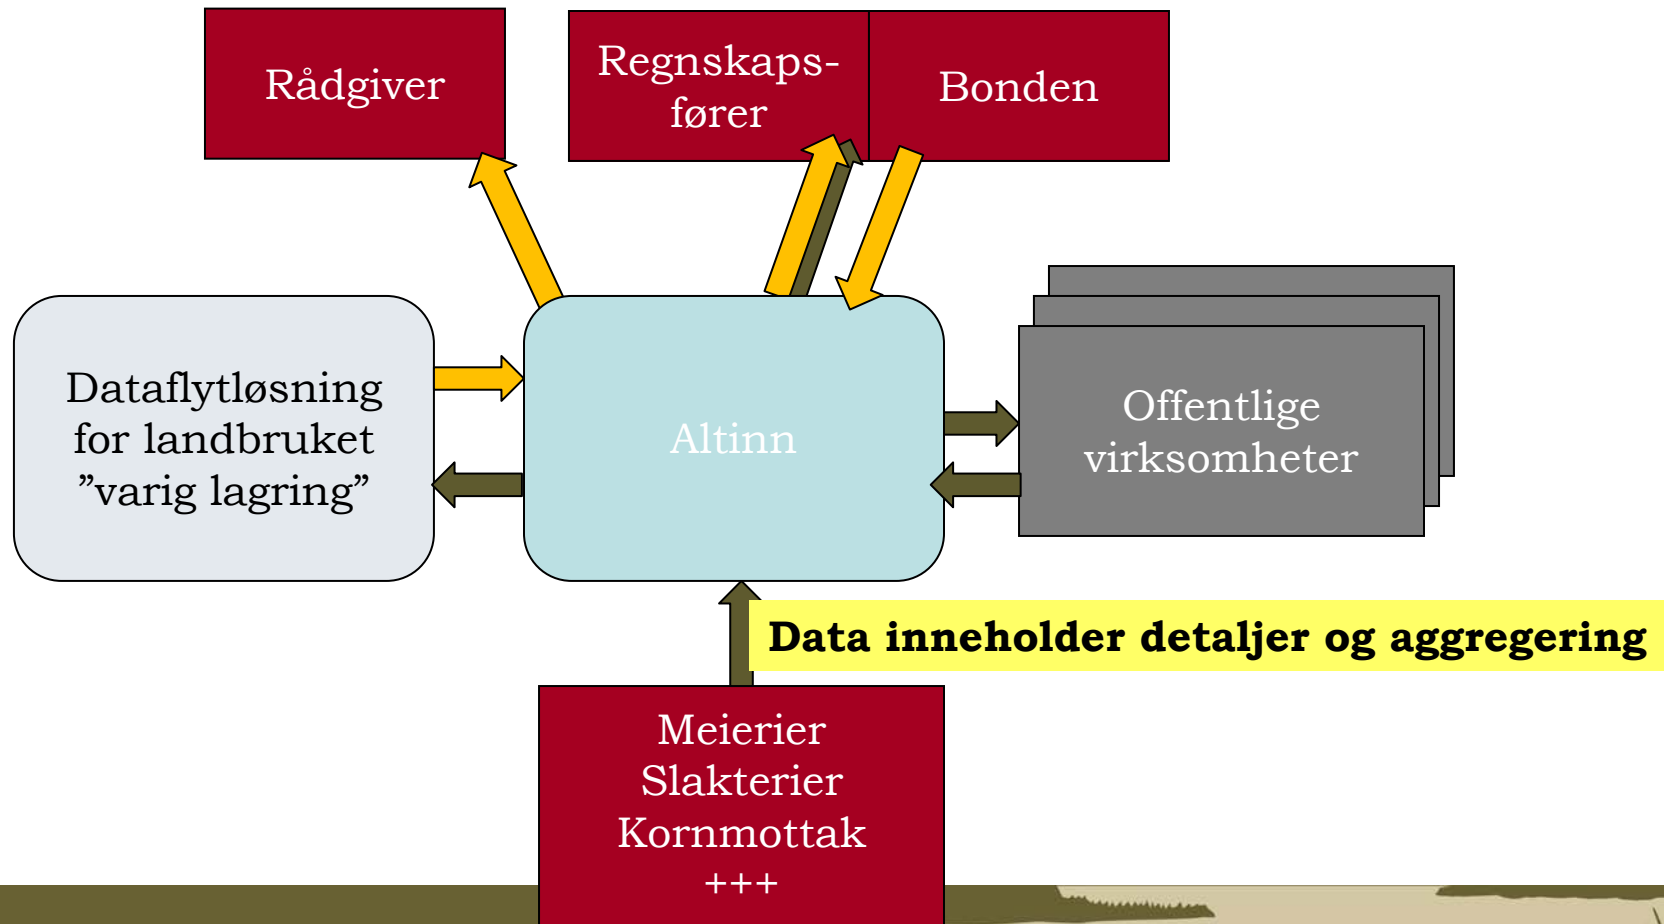 Rådgiver
Regnskaps-
fører
Bonden
Dataflytløsning
for landbruket
”varig lagring”
Altinn
Offentlige
virksomheter
Data inneholder detaljer og aggregering
Meierier
Slakterier
Kornmottak
+++